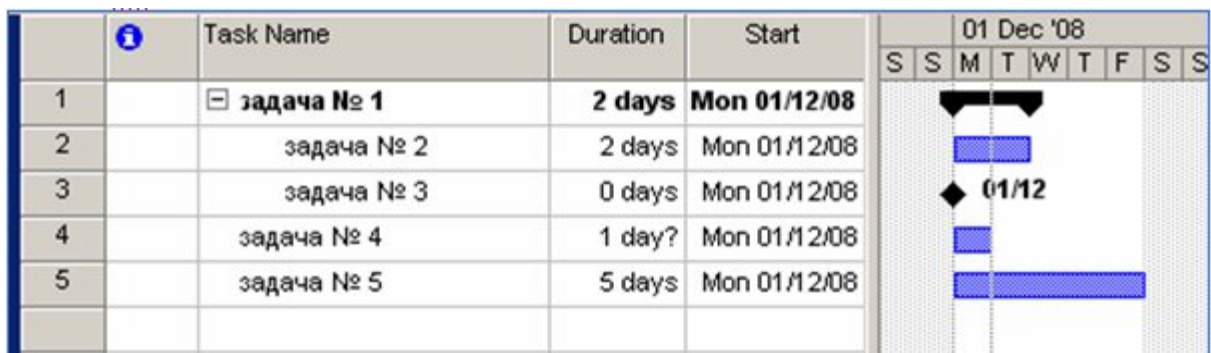 Task Name Duration Start 01 Dec '08
S S M T W T F S S
1 задача № 1 2 days Mon 01/12/08
2 задача № 2 2 days Mon 01/12/08
3 задача № 3 0 days Mon 01/12/08 01/12
4 задача № 4 1 day? Mon 01/12/08
5 задача № 5 5 days Mon 01/12/08